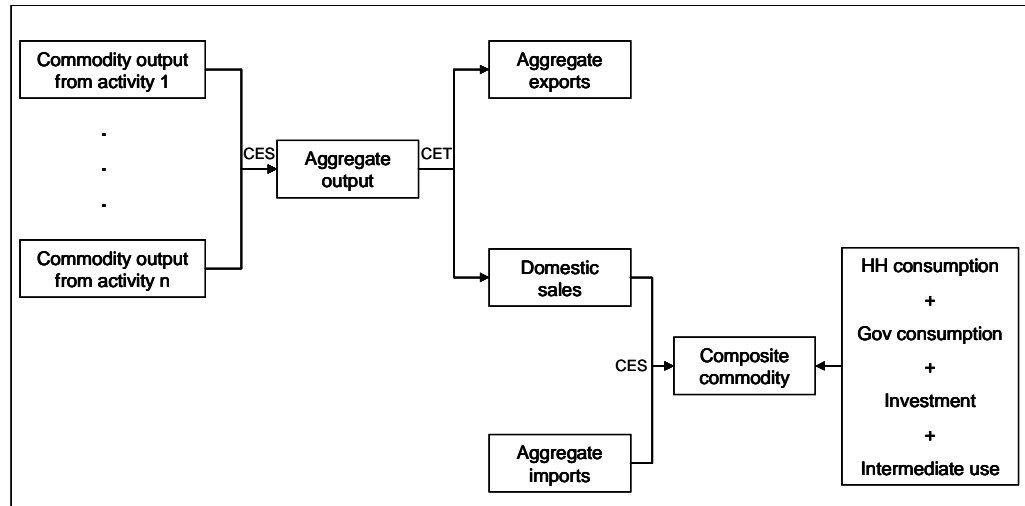 Commodity output
from activity 1
.
.
.
Commodity output
from activity n
CES
Aggregate
output
CET
Aggregate
exports
Domestic
sales
Aggregate
imports
CES
Composite
commodity
HH consumption
+
Gov consumption
+
Investment
+
Intermediate use